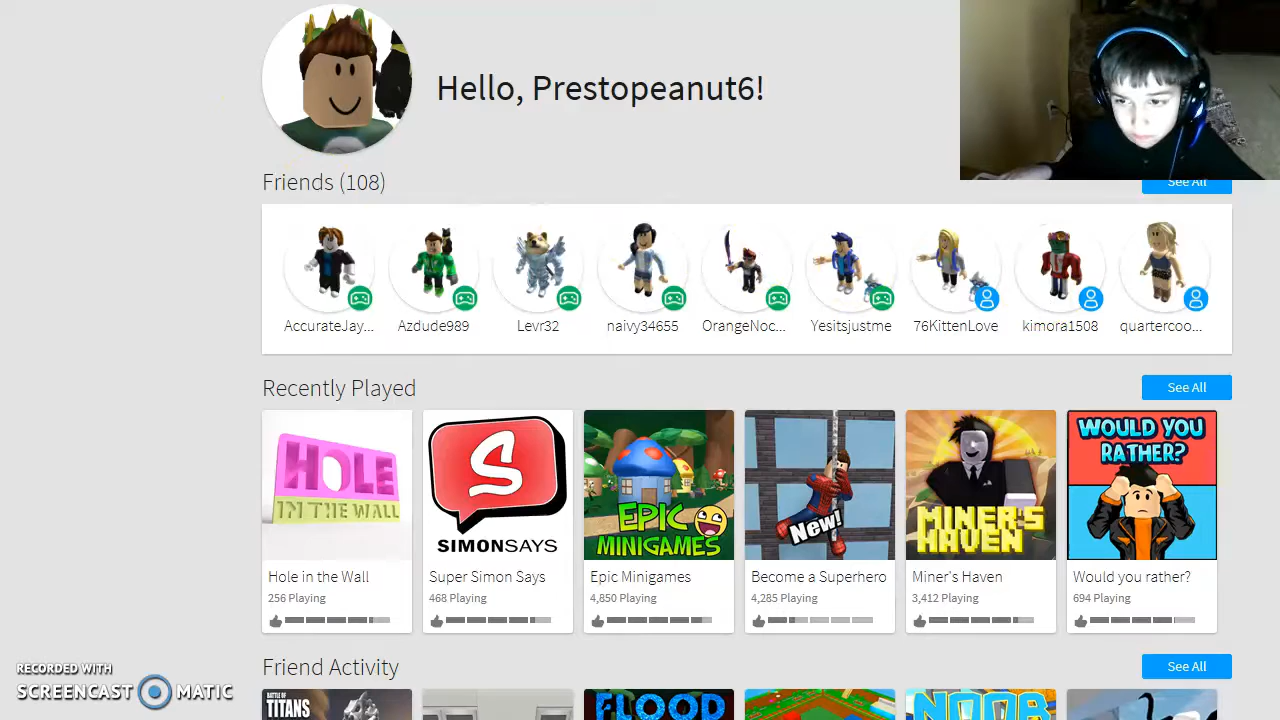 Hello, Prestopeanut6!
Friends (108)
See All
AccurateJay...
Azdude989
Levr32
naivy34655
OrangeNoc...
Yesitsjustme
76KittenLove
kimora1508
quartercoo...
Recently Played
See All
HOLE
IN THE WALL
S
SIMONSAYS
EPIC
MINIGAMES
New!
MINER'S
HAVEN
WOULD YOU
RATHER?
Hole in the Wall
256 Playing
Super Simon Says
468 Playing
Epic Minigames
4,850 Playing
Become a Superhero
4,285 Playing
Miner's Haven
3,412 Playing
Would you rather?
694 Playing
Friend Activity
See All
BATTLE OF
TITANS
FLOOD
NOOB
RECORDED WITH
SCREENCAST MATIC